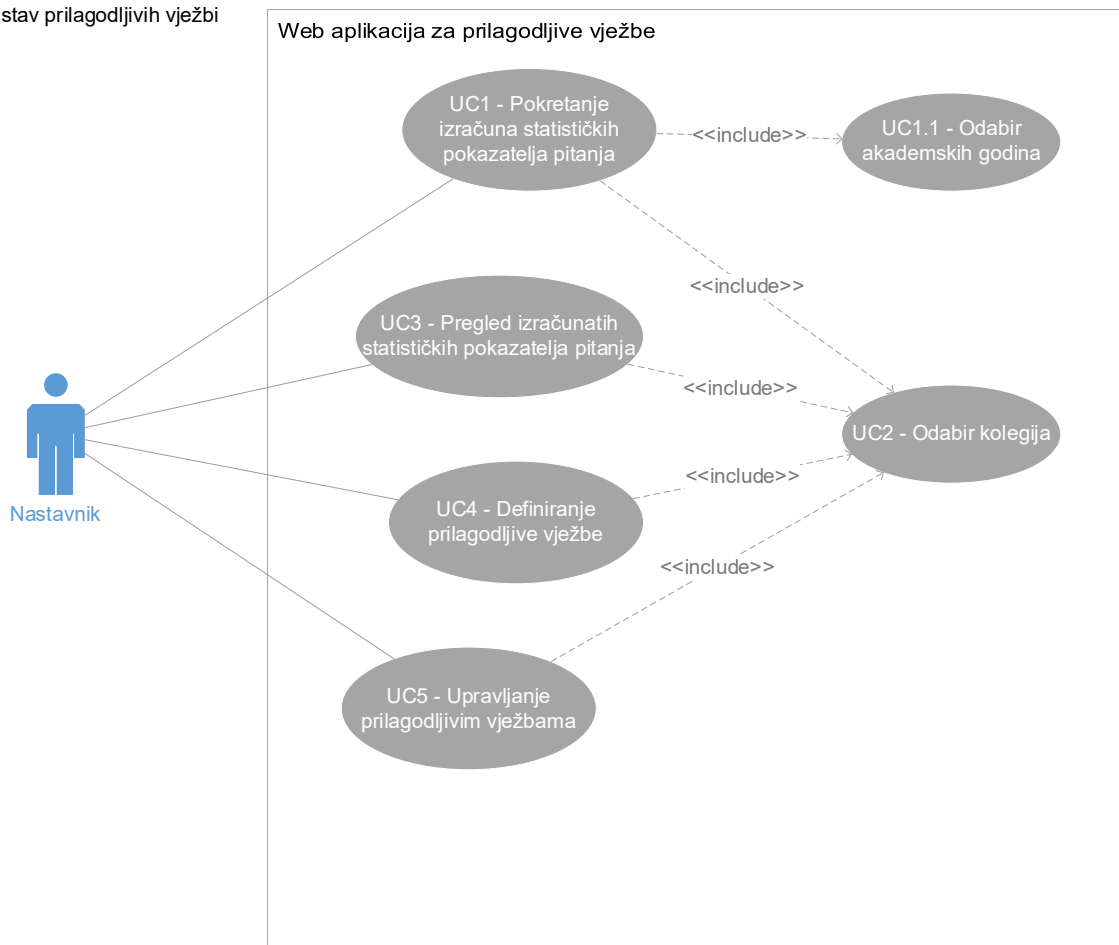 stav prilagodljivih vježbi
Web aplikacija za prilagodljive vježbe
UC1 - Pokretanje
izračuna statističkih
pokazatelja pitanja
<<include>>
UC1.1 - Odabir
akademskih godina
<<include>>
UC3 - Pregled izračunatih
statističkih pokazatelja pitanja
<<include>>
UC2 - Odabir kolegija
<<include>>
UC4 - Definiranje
prilagodljive vježbe
Nastavnik
<<include>>
UC5 - Upravljanje
prilagodljivim vježbama